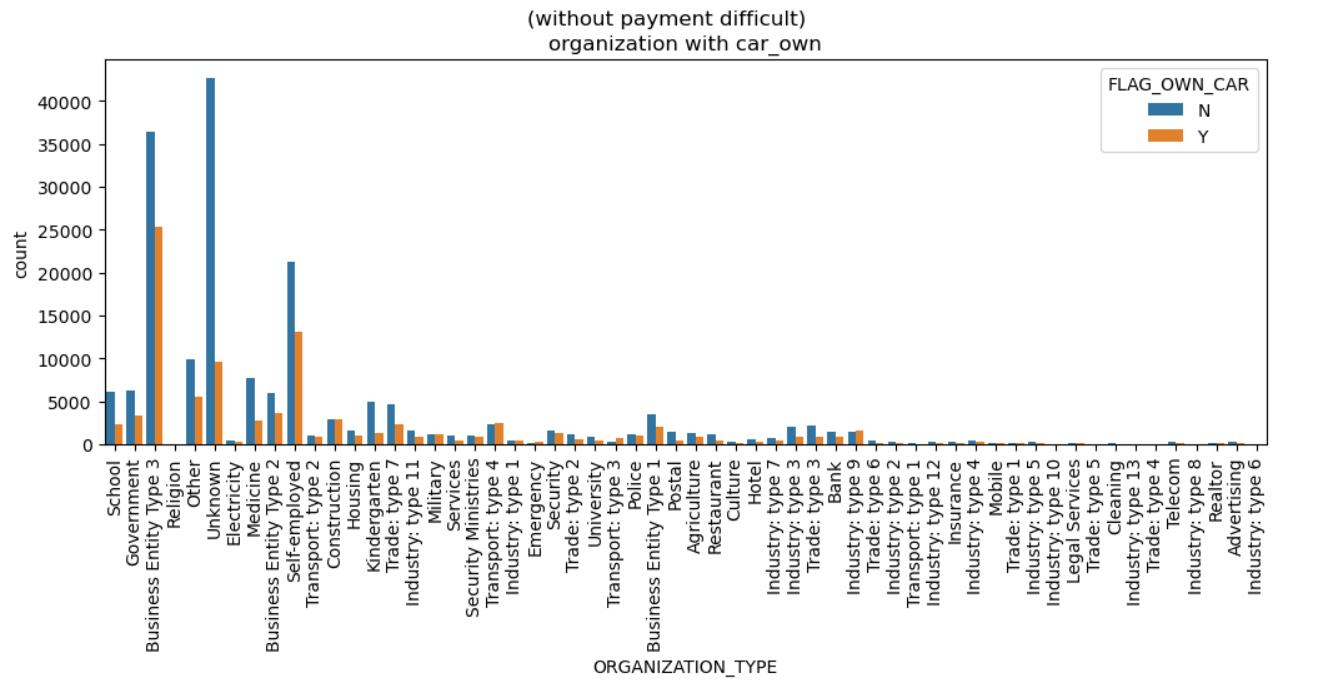 (without payment difficult)
organization with car_own
FLAG_OWN_CAR
N
Y
40000
35000
30000
25000
20000
15000
10000
5000
0
count
School
Government
Business Entity Type 3
Religion
Other
Unknown
Electricity
Medicine
Business Entity Type 2
Self-employed
Transport: type 2
Construction
Housing
Kindergarten
Trade: type 7
Industry: type 11
Military
Services
Security Ministries
Transport: type 4
Industry: type 1
Emergency
Security
Trade: type 2
University
Transport: type 3
Police
Business Entity Type 1
Postal
Agriculture
Restaurant
Culture
Hotel
Industry: type 7
Industry: type 3
Trade: type 3
Bank
Industry: type 9
Trade: type 6
Industry: type 2
Transport: type 1
Industry: type 12
Insurance
Industry: type 4
Mobile
Trade: type 1
Industry: type 5
Industry: type 10
Legal Services
Trade: type 5
Cleaning
Industry: type 13
Trade: type 4
Telecom
Industry: type 8
Realtor
Advertising
Industry: type 6
ORGANIZATION_TYPE